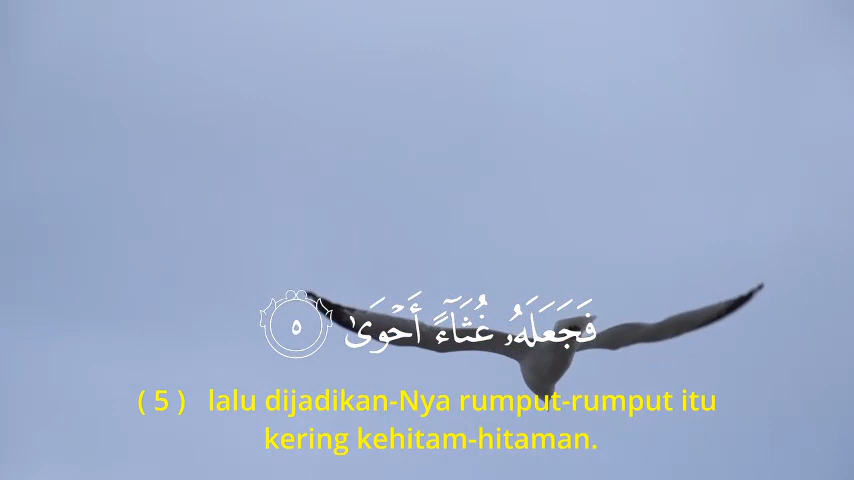 فَجَعَلَهُۥ غُثَآءً أَحْوَىٰ ٥
( 5 ) lalu dijadikan-Nya rumput-rumput itu
kering kehitam-hitaman.